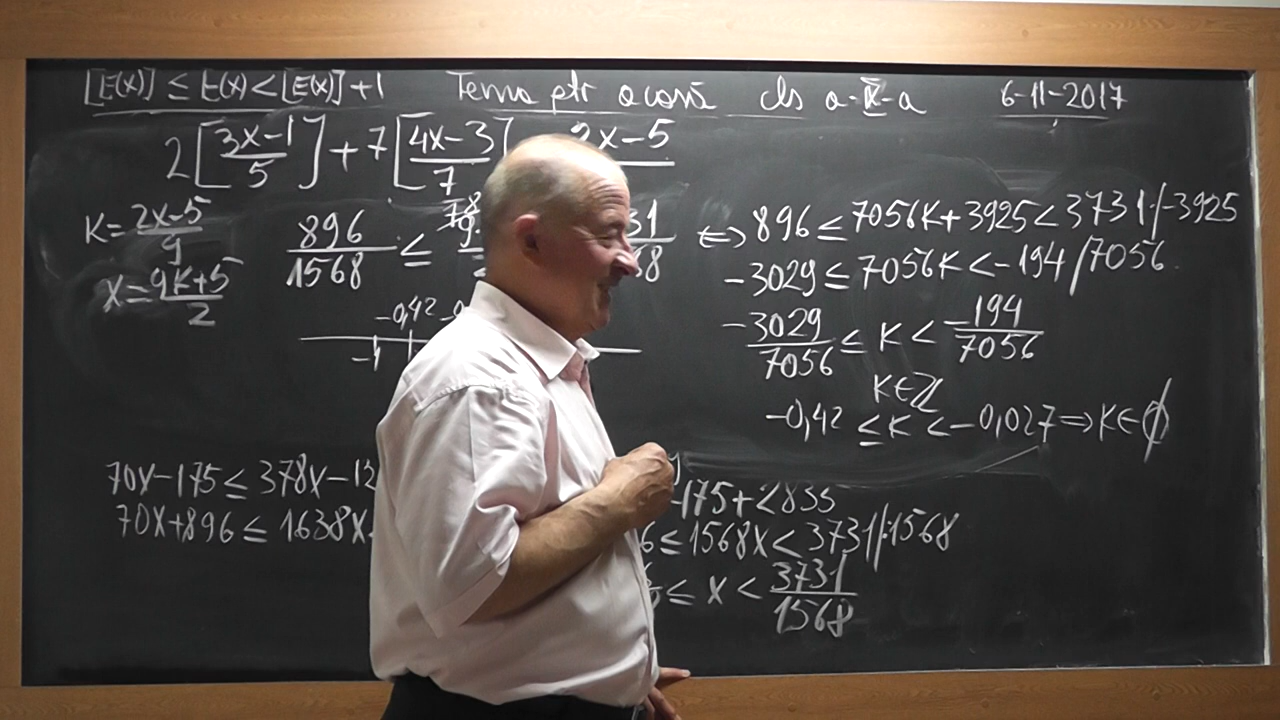 [E(x)] ≤ E(x) < [E(x)] + 1 Tema ptr acasă cls a-IX-a 6-11-2017
2[(3x-1)/5] + 7[(4x-3)/7] 2x-5
K = (2x-5)/9
x = (9K+5)/2
896/1568 ≤
-0,42
-1
⇔ 896 ≤ 7056K + 3925 < 3731 /-3925
-3029 ≤ 7056K < -194 /7056
-3029/7056 ≤ K < -194/7056
K∈ℤ
-0,42 ≤ K < -0,027 ⇒ K∈∅
70x-175 ≤ 378x-
-175+2835
70x+896 ≤ 1638x
≤ 1568x < 3731 /:1568
≤ x < 3731/1568